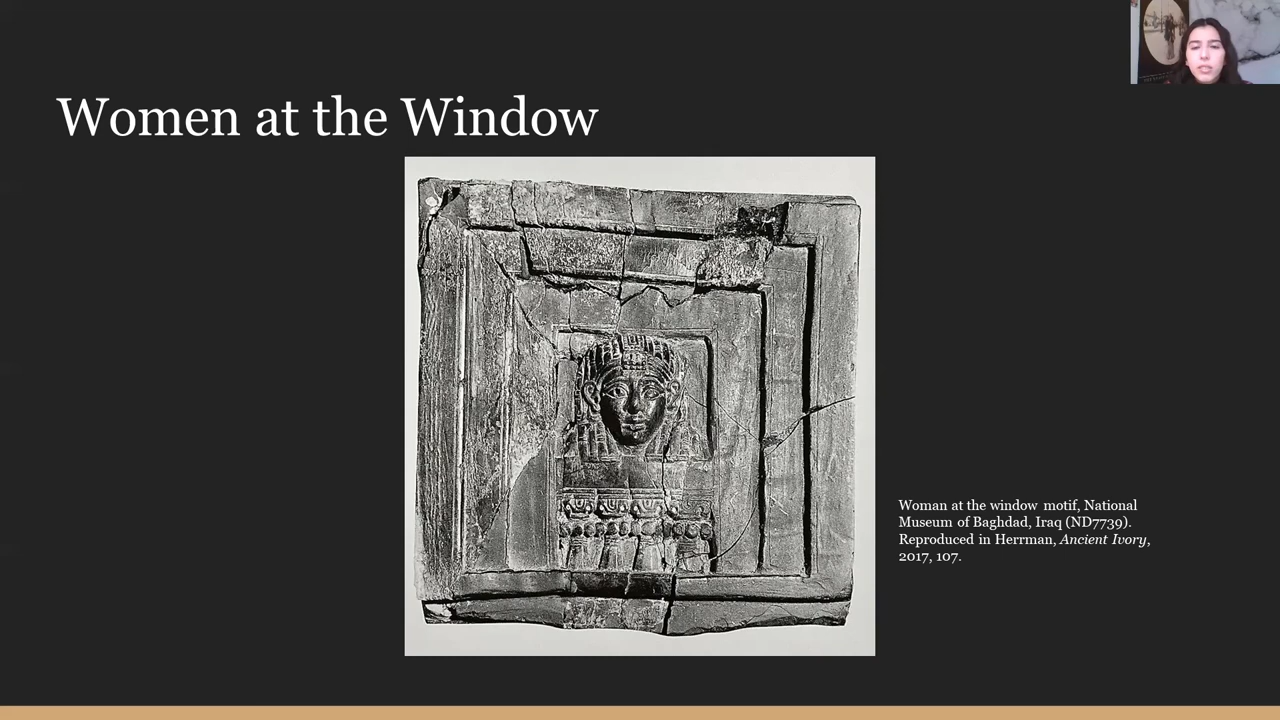 Women at the Window
Woman at the window motif, National
Museum of Baghdad, Iraq (ND7739).
Reproduced in Herrman, Ancient Ivory,
2017, 107.